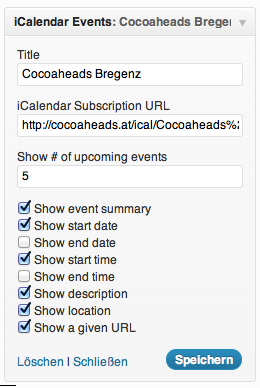 iCalendar Events: Cocoaheads Brege
Title
Cocoaheads Bregenz
iCalendar Subscription URL
http://cocoaheads.at/ical/Cocoaheads%2
Show # of upcoming events
5
Show event summary
Show start date
Show end date
Show start time
Show end time
Show description
Show location
Show a given URL
Löschen | Schließen
Speichern